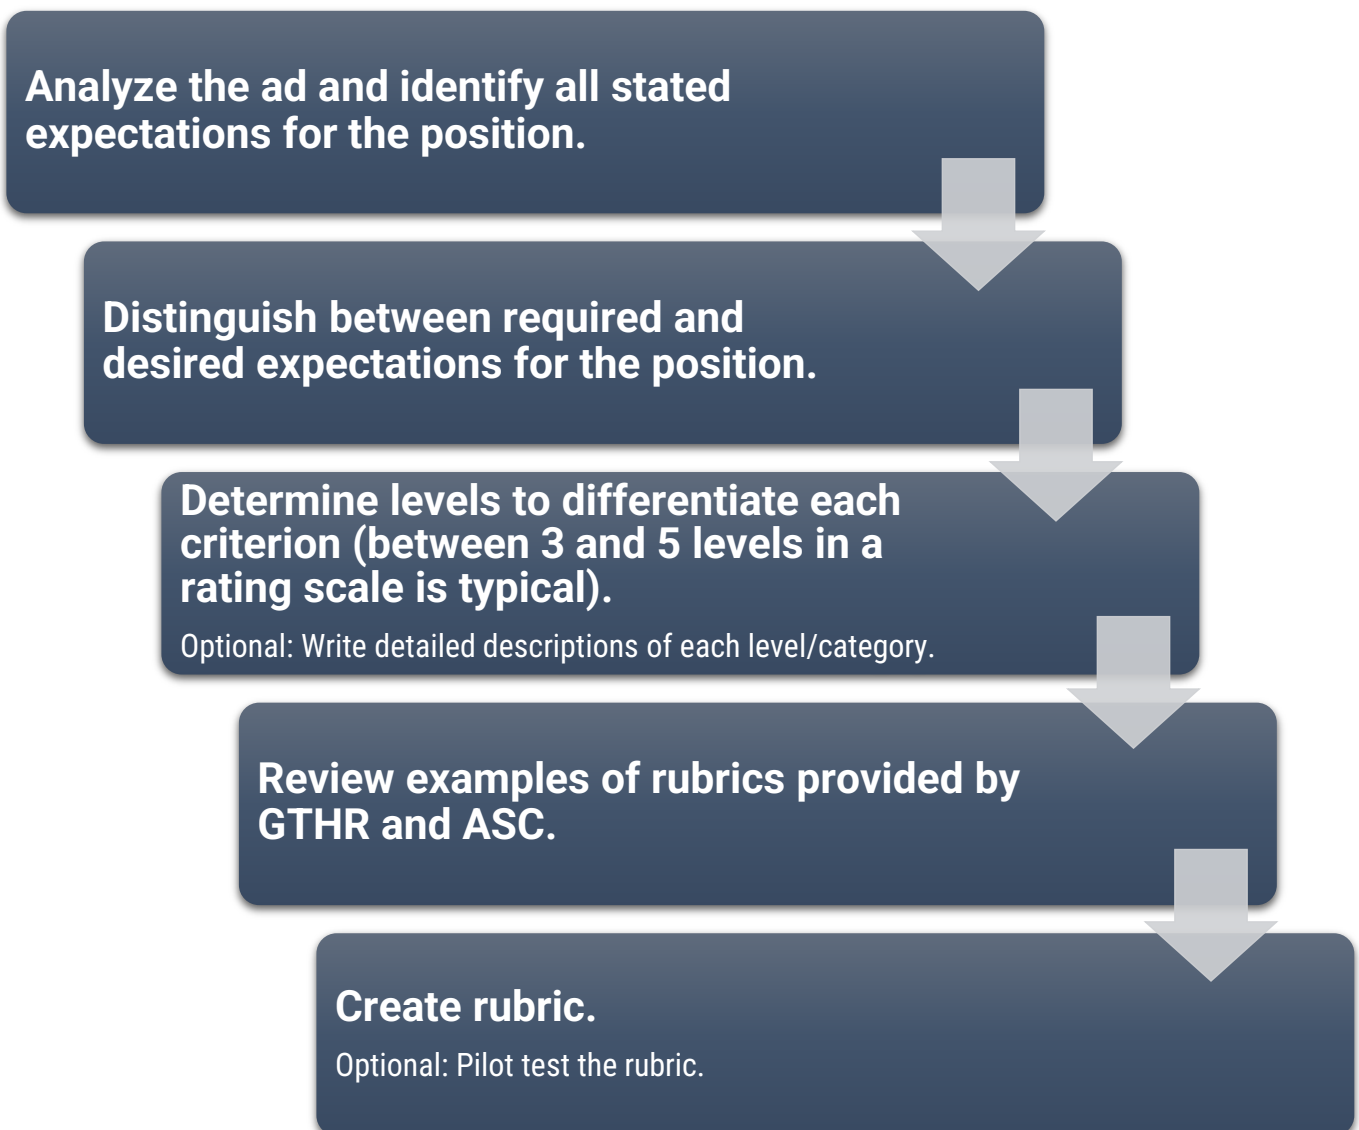 Analyze the ad and identify all stated
expectations for the position.
Distinguish between required and
desired expectations for the position.
Determine levels to differentiate each
criterion (between 3 and 5 levels in a
rating scale is typical).
Optional: Write detailed descriptions of each level/category.
Review examples of rubrics provided by
GTHR and ASC.
Create rubric.
Optional: Pilot test the rubric.